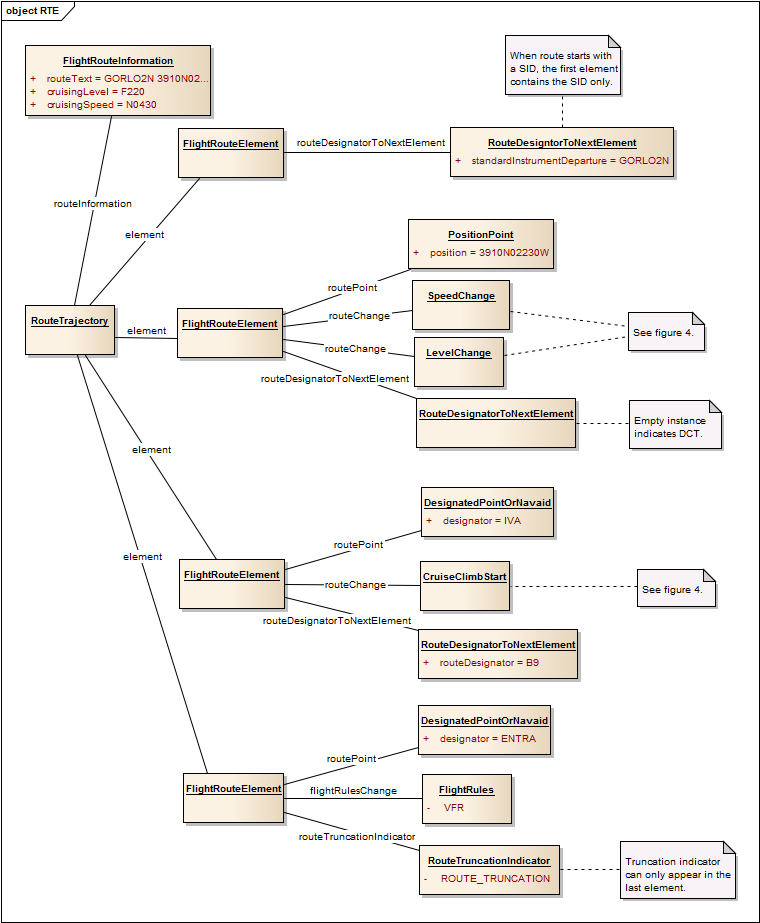 object RTE
FlightRouteInformation
+ routeText = GORLO2N 3910N02...
+ cruisingLevel = F220
+ cruisingSpeed = N0430
When route starts with
a SID, the first element
contains the SID only.
FlightRouteElement
routeDesignatorToNextElement
RouteDesigntorToNextElement
+ standardInstrumentDeparture = GORLO2N
routeInformation
element
PositionPoint
+ position = 3910N02230W
routePoint
SpeedChange
routeChange
RouteTrajectory
element
FlightRouteElement
See figure 4.
routeChange
LevelChange
routeDesignatorToNextElement
RouteDesignatorToNextElement
Empty instance
indicates DCT.
element
DesignatedPointOrNavaid
+ designator = IVA
routePoint
element
FlightRouteElement
routeChange
CruiseClimbStart
See figure 4.
routeDesignatorToNextElement
RouteDesignatorToNextElement
+ routeDesignator = B9
DesignatedPointOrNavaid
+ designator = ENTRA
routePoint
FlightRouteElement
flightRulesChange
FlightRules
- VFR
routeTruncationIndicator
RouteTruncationIndicator
- ROUTE_TRUNCATION
Truncation indicator
can only appear in the
last element.